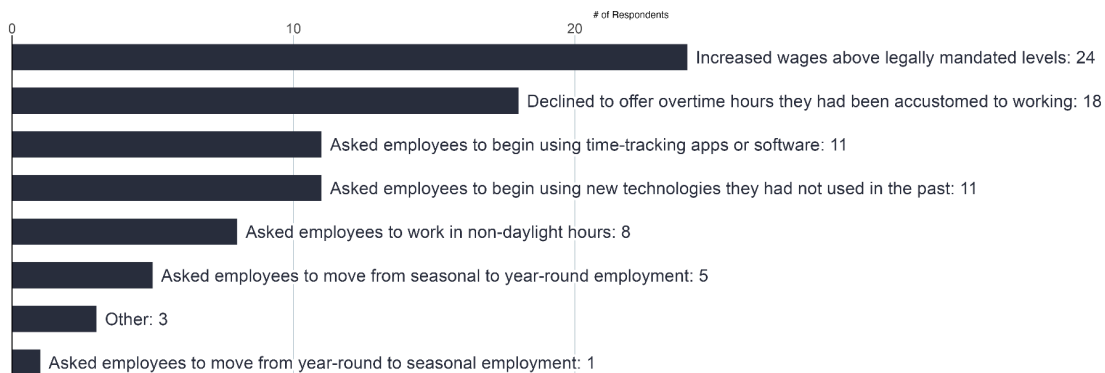 # of Respondents
0 10 20
Increased wages above legally mandated levels: 24
Declined to offer overtime hours they had been accustomed to working: 18
Asked employees to begin using time-tracking apps or software: 11
Asked employees to begin using new technologies they had not used in the past: 11
Asked employees to work in non-daylight hours: 8
Asked employees to move from seasonal to year-round employment: 5
Other: 3
Asked employees to move from year-round to seasonal employment: 1